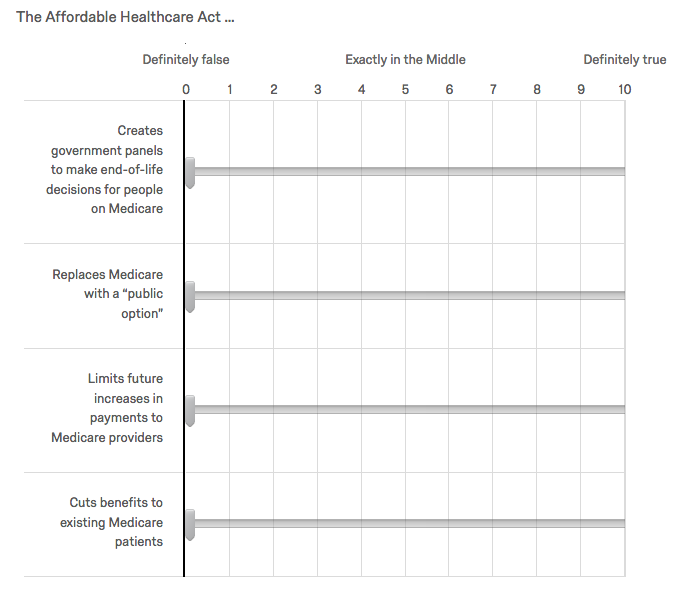 The Affordable Healthcare Act ...
Definitely false Exactly in the Middle Definitely true
0 1 2 3 4 5 6 7 8 9 10
Creates
government panels
to make end-of-life
decisions for people
on Medicare
Replaces Medicare
with a “public
option”
Limits future
increases in
payments to
Medicare providers
Cuts benefits to
existing Medicare
patients